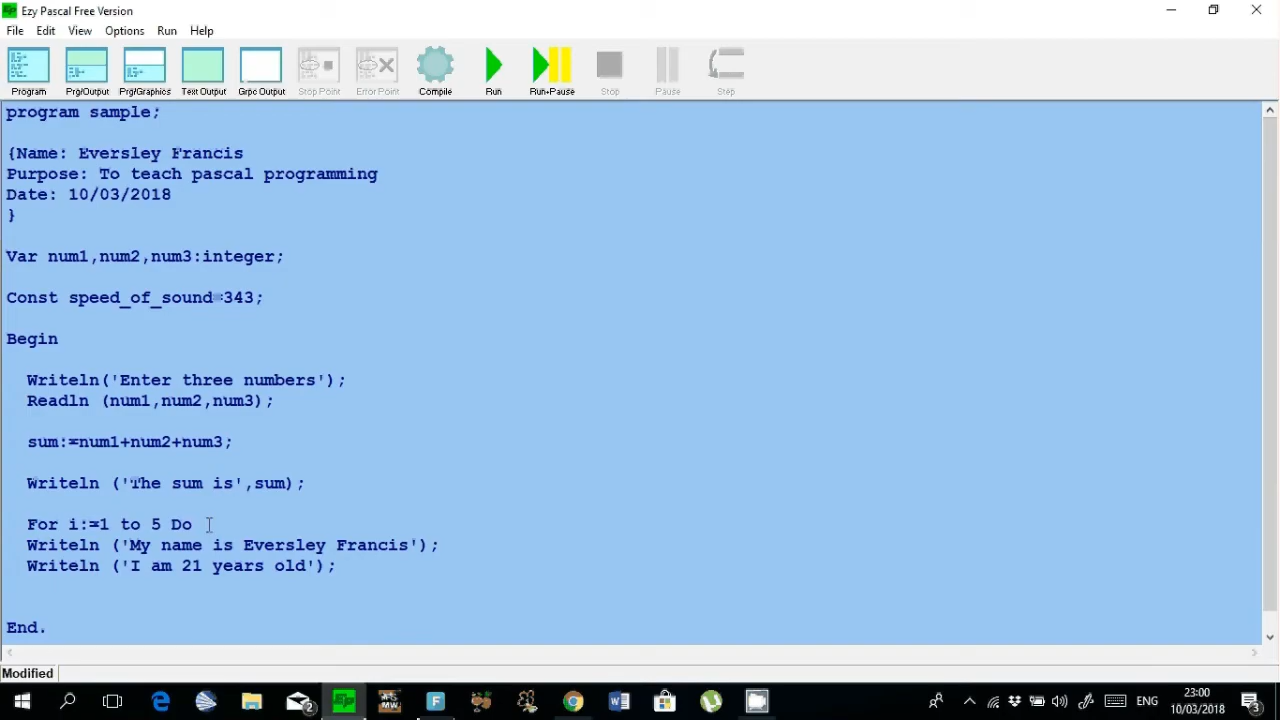 Ezy Pascal Free Version
File Edit View Options Run Help
Program Prg/Output Prg/Graphics Text Output Grpc Output Stop Point Error Point Compile Run Run+Pause Stop Pause Step
program sample;
{Name: Eversley Francis
Purpose: To teach pascal programming
Date: 10/03/2018
}
Var num1,num2,num3:integer;
Const speed_of_sound=343;
Begin
Writeln('Enter three numbers');
Readln (num1,num2,num3);
sum:=num1+num2+num3;
Writeln ('The sum is',sum);
For i:=1 to 5 Do
Writeln ('My name is Eversley Francis');
Writeln ('I am 21 years old');
End.
Modified
ENG
23:00
10/03/2018